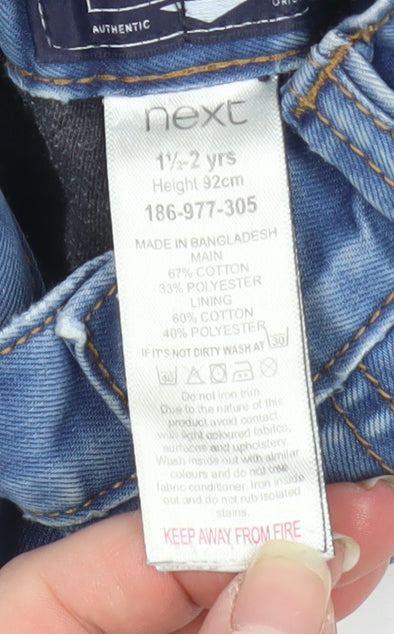 AUTHENTIC
next
1½-2 yrs
Height 92cm
186-977-305
MADE IN BANGLADESH
MAIN
67% COTTON
33% POLYESTER
LINING
60% COTTON
40% POLYESTER
IF IT'S NOT DIRTY WASH AT 30
40
Do not iron trim
Due to the nature of this
product avoid contact
with light coloured fabrics,
surfaces and upholstery.
Wash inside out with similar
colours and do not use
fabric conditioner. Iron inside
out and do not rub isolated
stains.
KEEP AWAY FROM FIRE